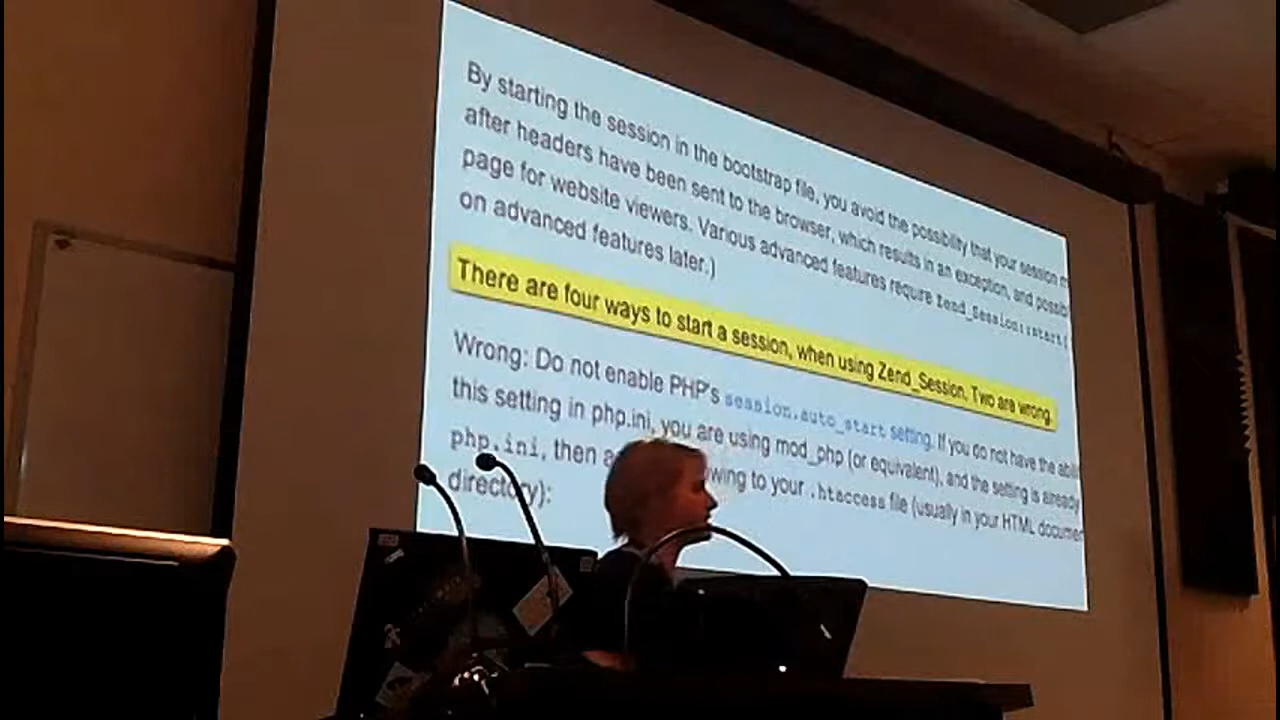 By starting the session in the bootstrap file, you avoid the possibility that your session
after headers have been sent to the browser, which results in an exception, and
page for website viewers. Various advanced features requre Zend_Session::start(
on advanced features later.)
There are four ways to start a session, when using Zend_Session. Two are wrong.
Wrong: Do not enable PHP's session.auto_start setting. If you do not have the
this setting in php.ini, you are using mod_php (or equivalent), and the setting is already
php.ini, then to your .htaccess file (usually in your HTML
directory):